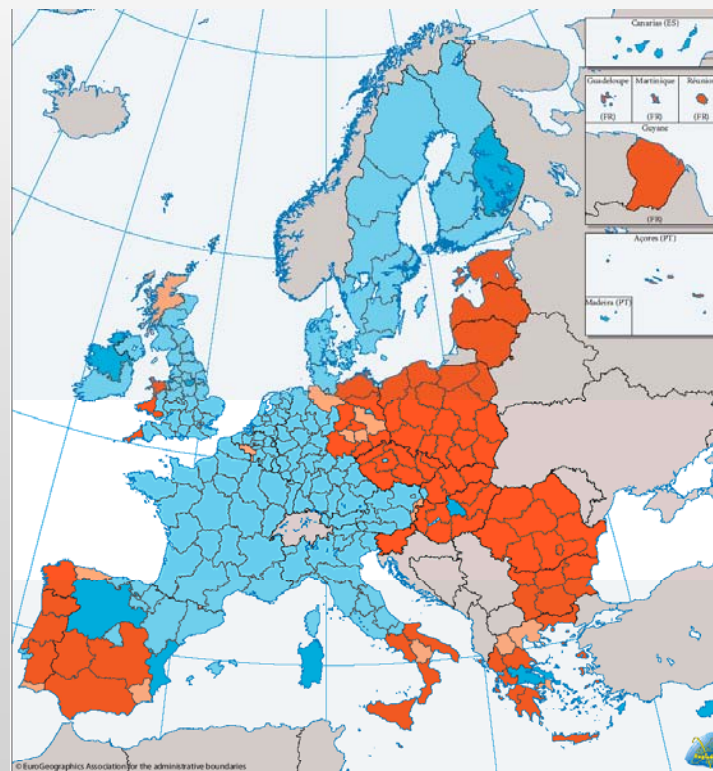 Canarias (ES)
Guadeloupe
Martinique
Réunion
(FR)
(FR)
(FR)
Guyane
(FR)
Açores (PT)
Madeira (PT)
© EuroGeographics Association for the administrative boundaries